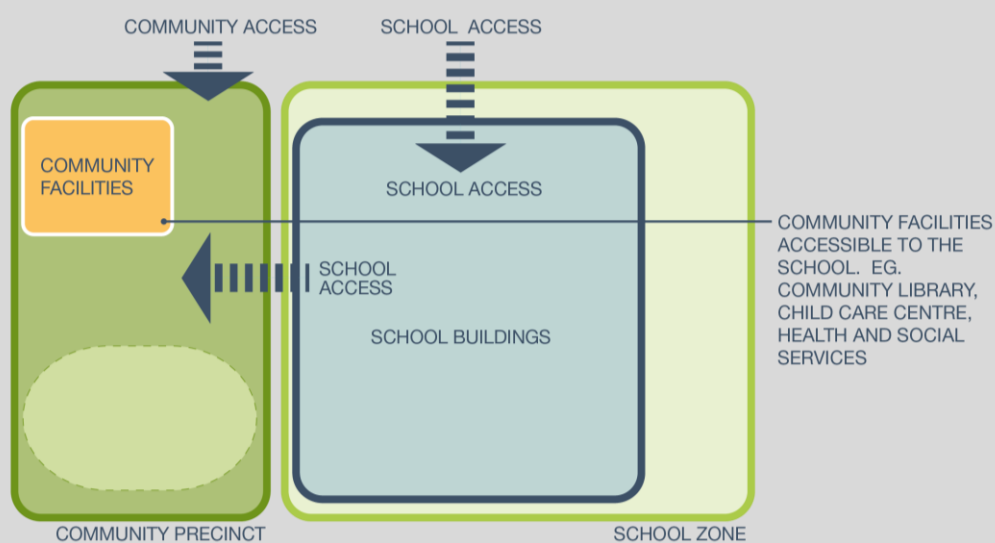 COMMUNITY ACCESS
SCHOOL ACCESS
COMMUNITY
FACILITIES
SCHOOL ACCESS
COMMUNITY FACILITIES
ACCESSIBLE TO THE
SCHOOL. EG.
COMMUNITY LIBRARY,
CHILD CARE CENTRE,
HEALTH AND SOCIAL
SERVICES
SCHOOL
ACCESS
SCHOOL BUILDINGS
COMMUNITY PRECINCT
SCHOOL ZONE